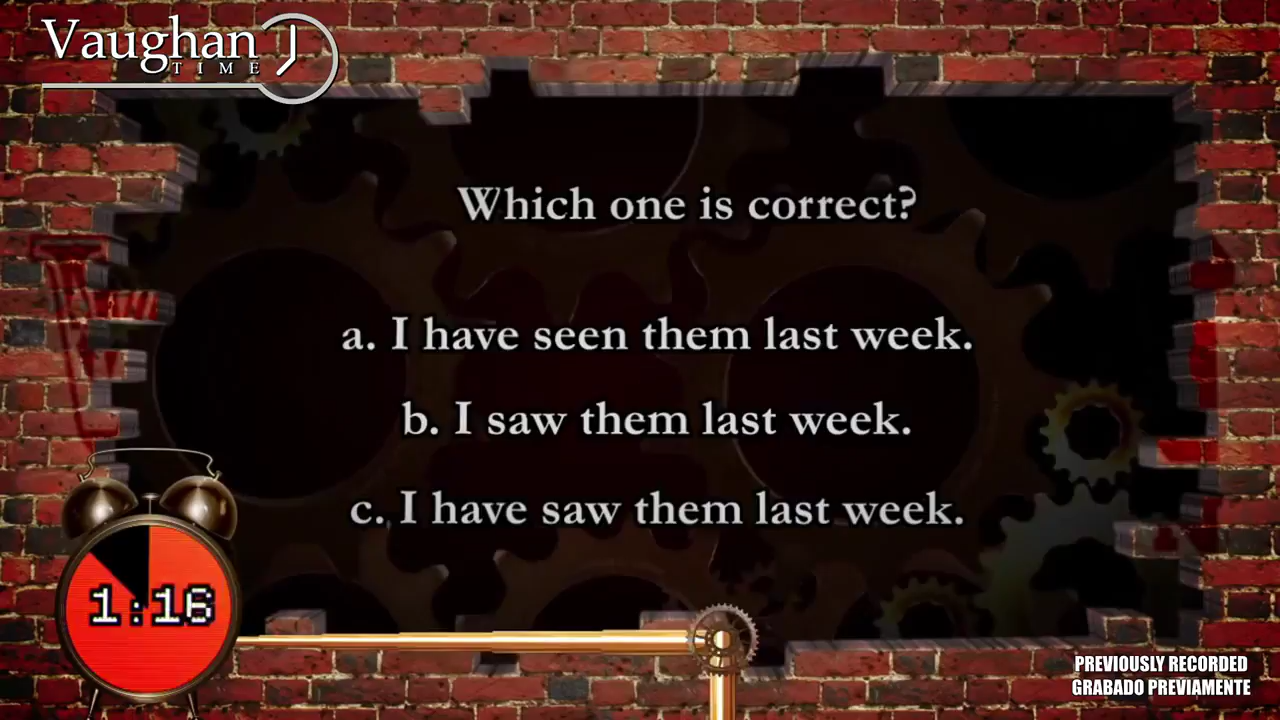 Vaughan
TIME
Which one is correct?
a. I have seen them last week.
b. I saw them last week.
c. I have saw them last week.
1:16
PREVIOUSLY RECORDED
GRABADO PREVIAMENTE